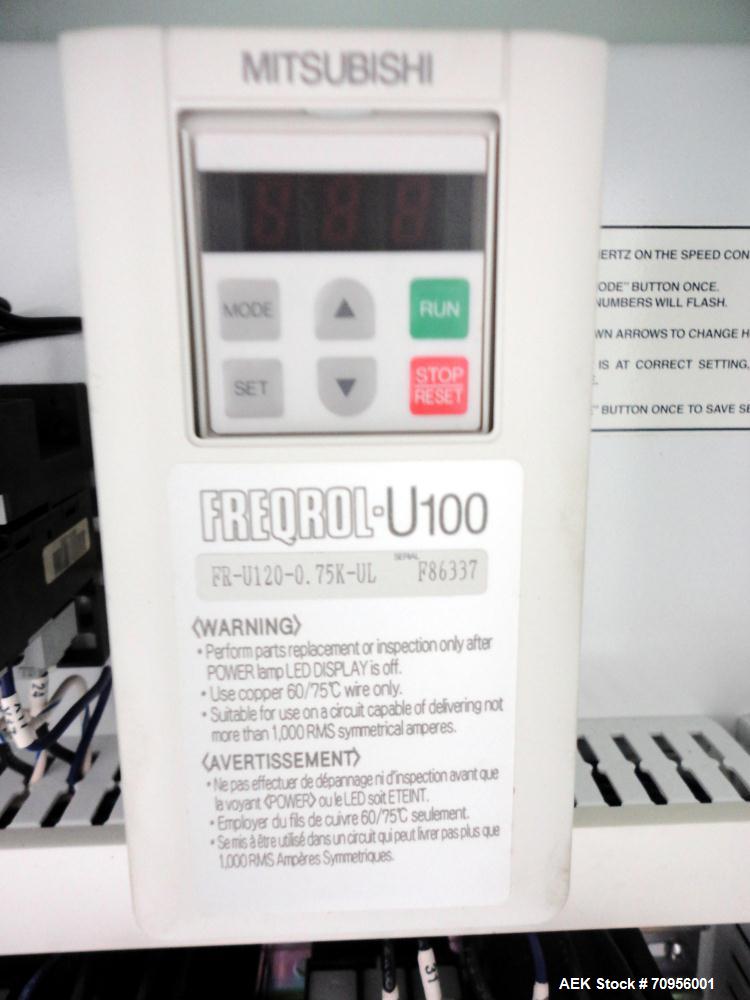 MITSUBISHI
MODE
▲
RUN
SET
▼
STOP
RESET
FREQROL-U100
SERIAL
FR-U120-0.75K-UL F86337
〈WARNING〉
• Perform parts replacement or inspection only after
POWER lamp LED DISPLAY is off.
• Use copper 60/75℃ wire only.
• Suitable for use on a circuit capable of delivering not
more than 1,000 RMS symmetrical amperes.
〈AVERTISSEMENT〉
• Ne pas effectuer de dépannage ni d'inspection avant que
la voyant 〈POWER〉 ou le LED soit ETEINT.
• Employer du fils de cuivre 60/75℃ seulement.
• Se mis à être utilisé dans un circuit qui peut livrer pas plus que
1,000 RMS Ampères Symmetriques.
ERTZ ON THE SPEED CON
ODE" BUTTON ONCE.
NUMBERS WILL FLASH.
WN ARROWS TO CHANGE H
IS AT CORRECT SETTING,
" BUTTON ONCE TO SAVE SE
24
31
AEK Stock # 70956001